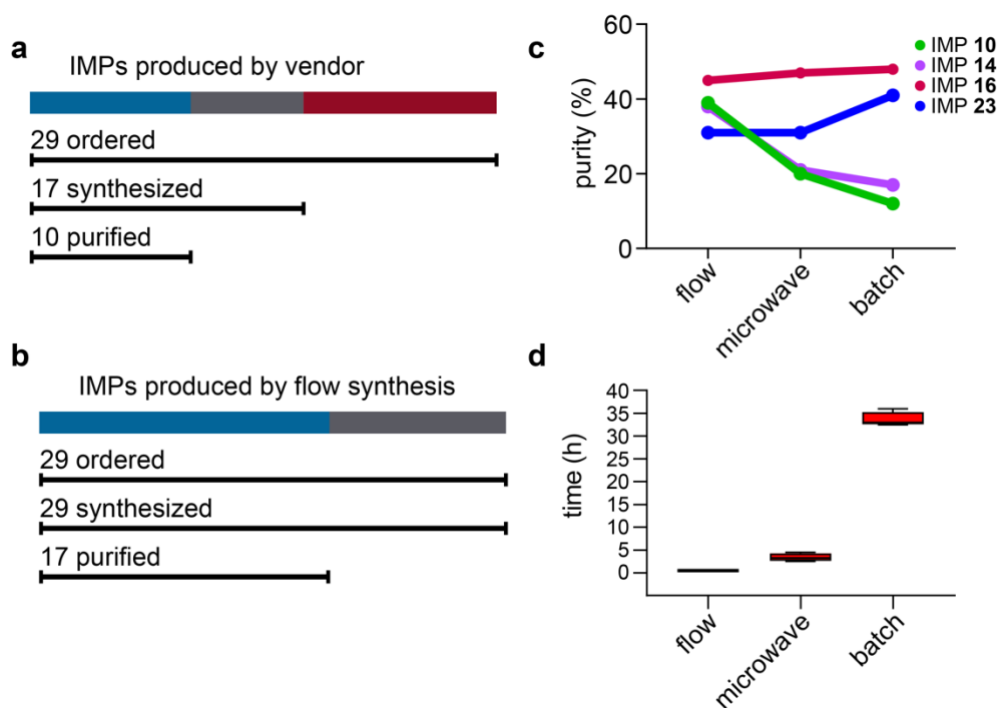 a
IMPs produced by vendor
29 ordered
17 synthesized
10 purified
b
IMPs produced by flow synthesis
29 ordered
29 synthesized
17 purified
c
60
40
20
0
purity (%)
IMP 10
IMP 14
IMP 16
IMP 23
flow
microwave
batch
d
40
35
30
25
20
15
10
5
0
time (h)
flow
microwave
batch